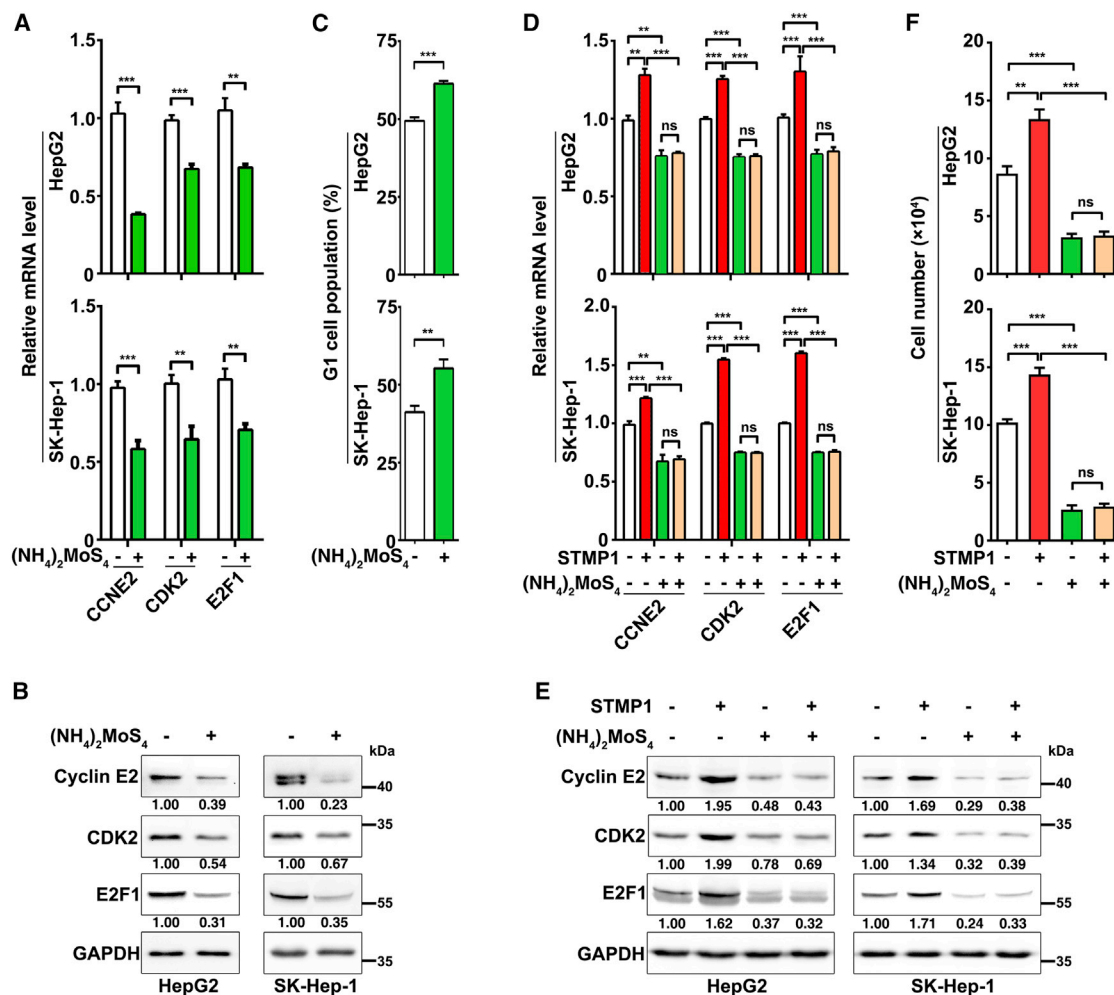 A
Relative mRNA level
HepG2
1.5
1.0
0.5
0
*** *** **
SK-Hep-1
1.5
1.0
0.5
0
*** ** **
(NH4)2MoS4 - + - + - +
CCNE2 CDK2 E2F1
C
G1 cell population (%)
HepG2
75
50
25
0
***
SK-Hep-1
75
50
25
0
**
(NH4)2MoS4 - +
D
Relative mRNA level
HepG2
1.5
1.0
0.5
0
** *** ***
** *** *** *** *** ***
ns ns ns
SK-Hep-1
2.0
1.5
1.0
0.5
0
** *** ***
*** *** *** *** *** ***
ns ns ns
STMP1 - + - + - + - + - + - +
(NH4)2MoS4 - - + + - - + + - - + +
CCNE2 CDK2 E2F1
F
Cell number (×10⁴)
HepG2
20
15
10
5
0
***
** ***
ns
SK-Hep-1
20
15
10
5
0
***
*** ***
ns
STMP1 - + - +
(NH4)2MoS4 - - + +
B
(NH4)2MoS4 - + - + kDa
Cyclin E2 40
1.00 0.39 1.00 0.23
CDK2 35
1.00 0.54 1.00 0.67
E2F1 55
1.00 0.31 1.00 0.35
GAPDH 35
HepG2 SK-Hep-1
E
STMP1 - + - + - + - +
(NH4)2MoS4 - - + + - - + + kDa
Cyclin E2 40
1.00 1.95 0.48 0.43 1.00 1.69 0.29 0.38
CDK2 35
1.00 1.99 0.78 0.69 1.00 1.34 0.32 0.39
E2F1 55
1.00 1.62 0.37 0.32 1.00 1.71 0.24 0.33
GAPDH 35
HepG2 SK-Hep-1